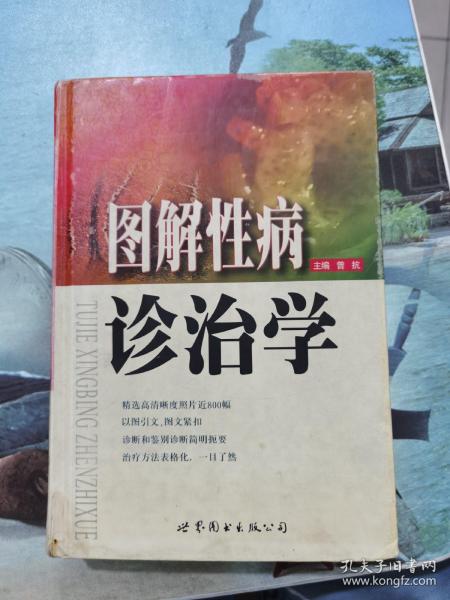 图解性病
主编 曾 抗
诊治学
TUJIE XINGBING ZHENZHIXUE
精选高清晰度照片近800幅
以图引文、图文紧扣
诊断和鉴别诊断简明扼要
治疗方法表格化，一目了然
世界图书出版公司
孔夫子旧书网
www.kongfz.com